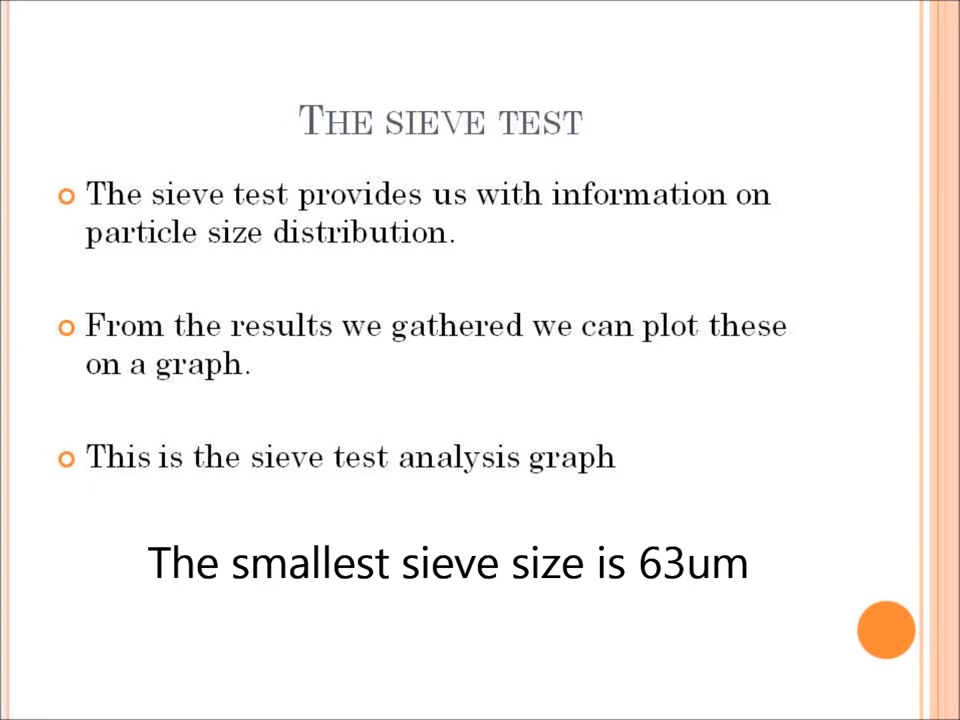 THE SIEVE TEST
The sieve test provides us with information on
particle size distribution.
From the results we gathered we can plot these
on a graph.
This is the sieve test analysis graph
The smallest sieve size is 63um